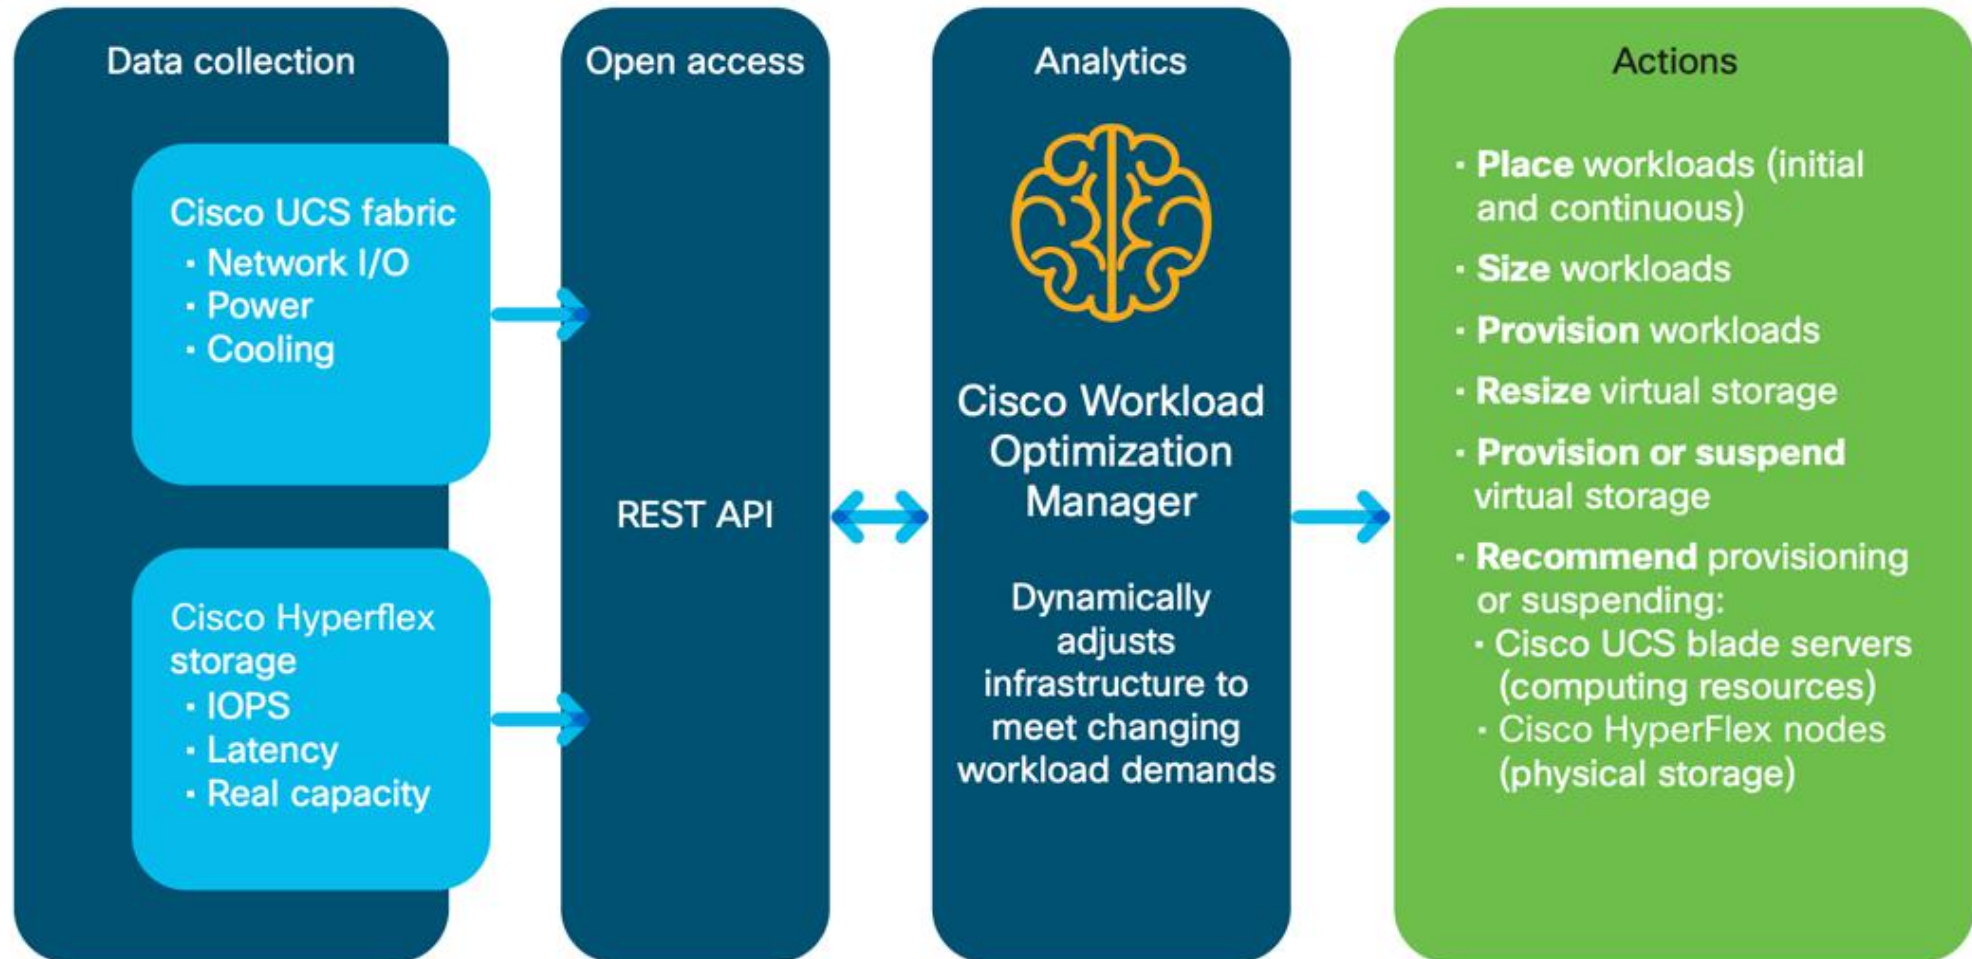 Data collection
Cisco UCS fabric
· Network I/O
· Power
· Cooling
Cisco Hyperflex
storage
· IOPS
· Latency
· Real capacity
Open access
REST API
Analytics
Cisco Workload
Optimization
Manager
Dynamically
adjusts
infrastructure to
meet changing
workload demands
Actions
· Place workloads (initial
and continuous)
· Size workloads
· Provision workloads
· Resize virtual storage
· Provision or suspend
virtual storage
· Recommend provisioning
or suspending:
· Cisco UCS blade servers
(computing resources)
· Cisco HyperFlex nodes
(physical storage)